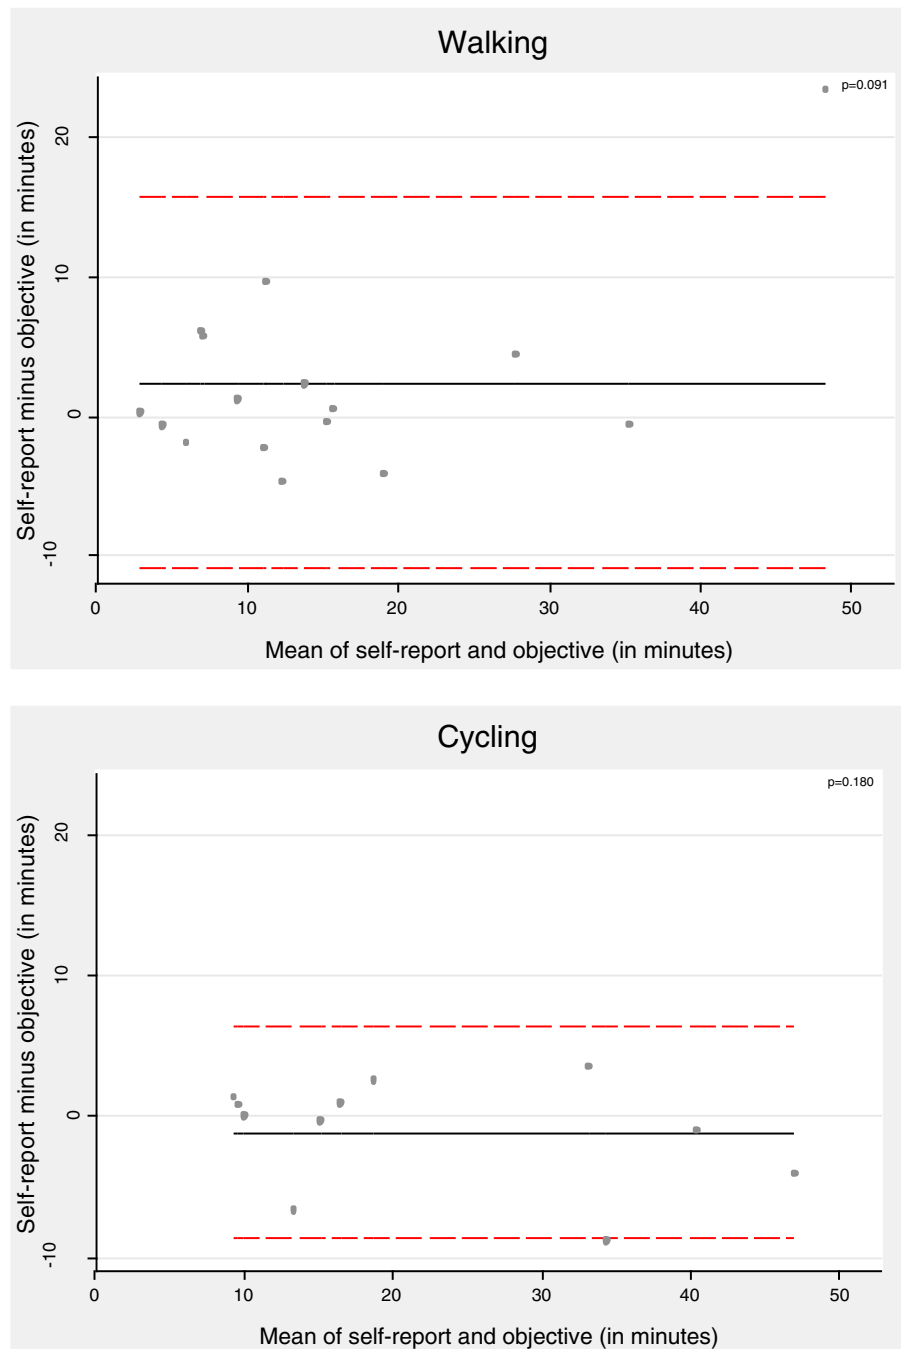 Walking
p=0.091
Self-report minus objective (in minutes)
20
10
0
-10
0 10 20 30 40 50
Mean of self-report and objective (in minutes)
Cycling
p=0.180
Self-report minus objective (in minutes)
20
10
0
-10
0 10 20 30 40 50
Mean of self-report and objective (in minutes)